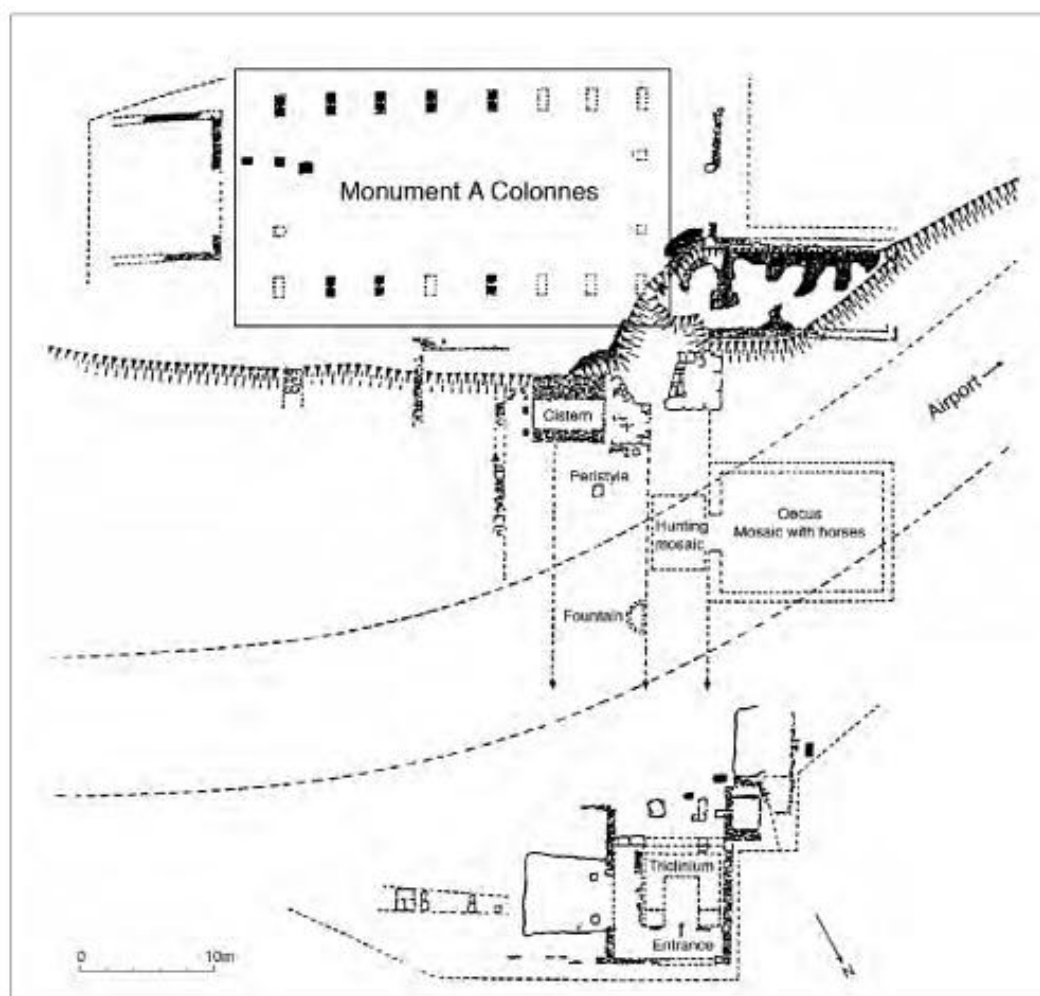 Monument A Colonnes
Cistern
Airport
Peristyle
Hunting
mosaic
Oecus
Mosaic with horses
Fountain
Triclinium
Entrance
0
10m
N